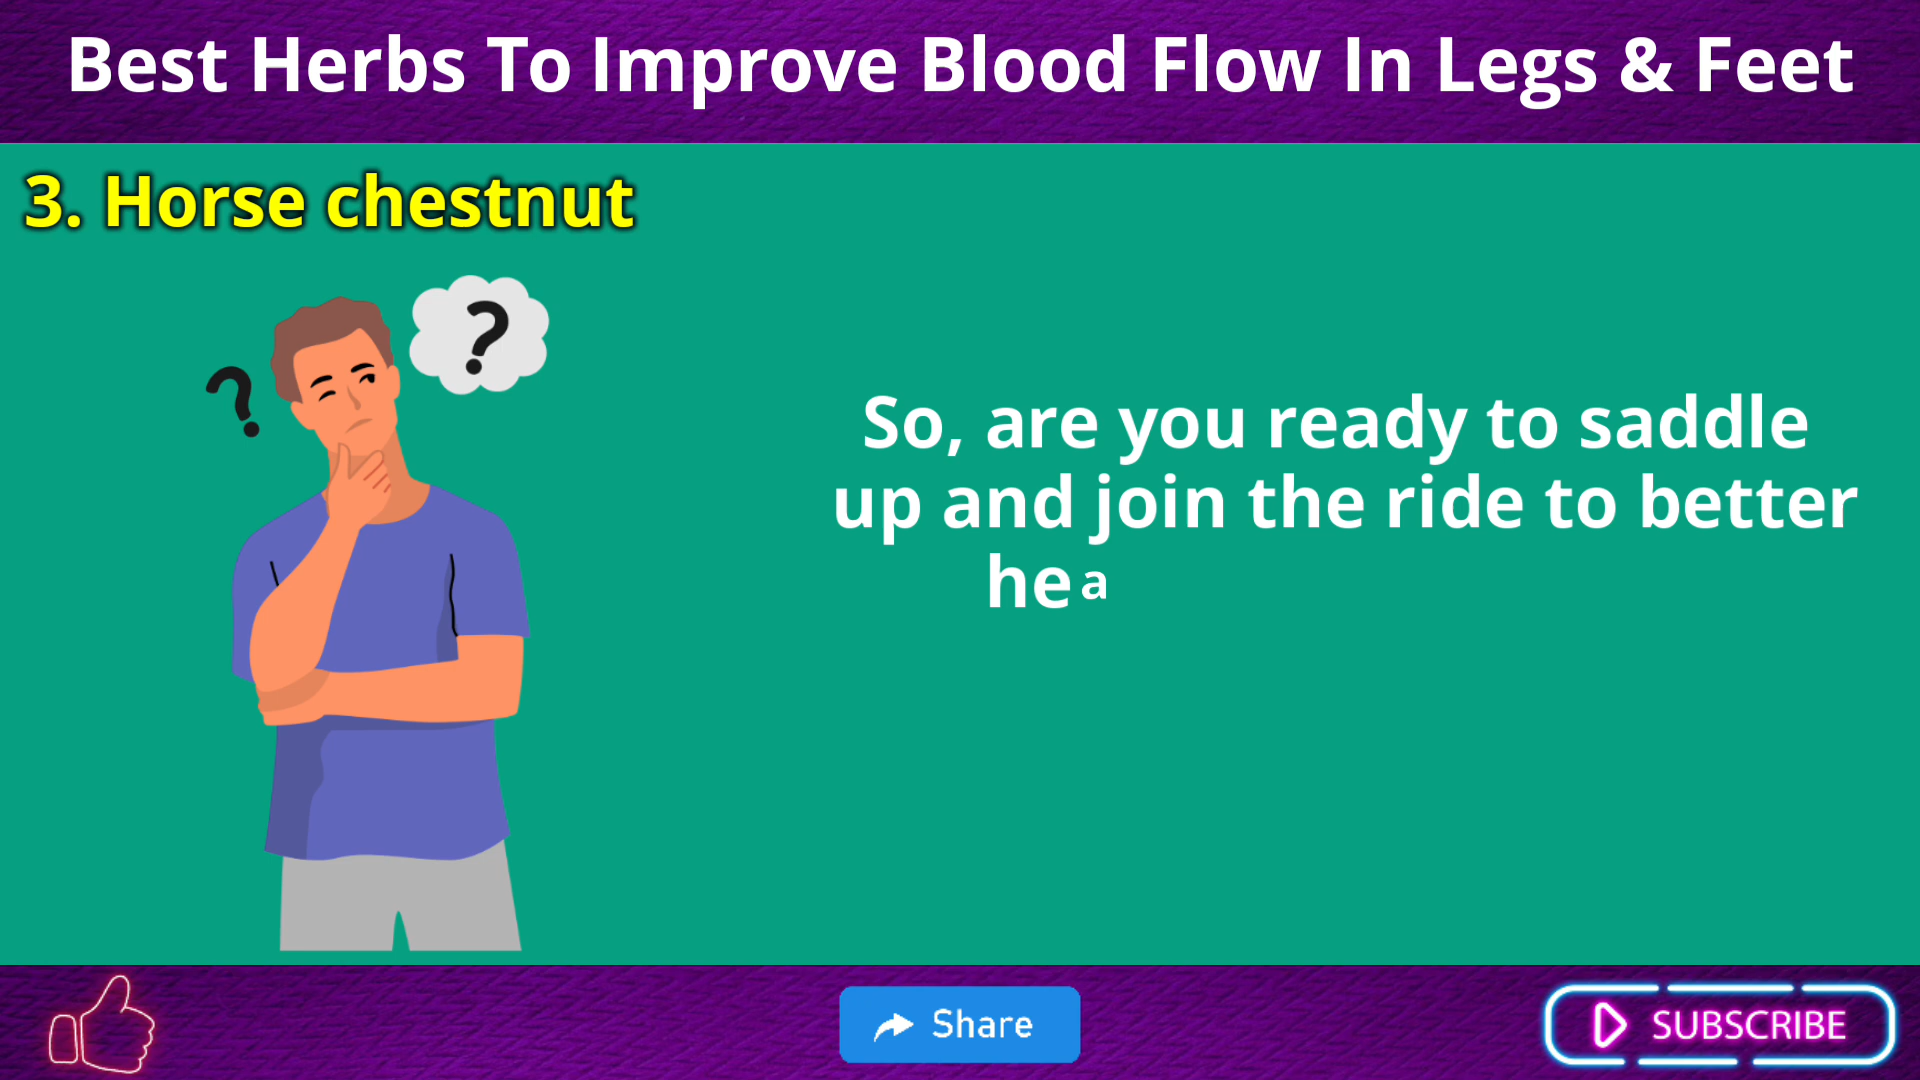 Best Herbs To Improve Blood Flow In Legs & Feet
3. Horse chestnut
?
?
So, are you ready to saddle
up and join the ride to better
hea
Share
SUBSCRIBE